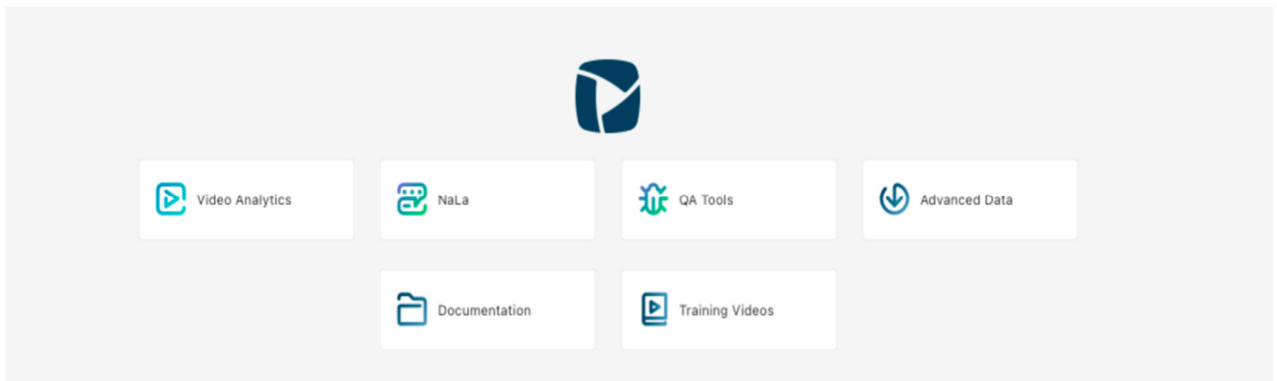 Video Analytics
NaLa
QA Tools
Advanced Data
Documentation
Training Videos